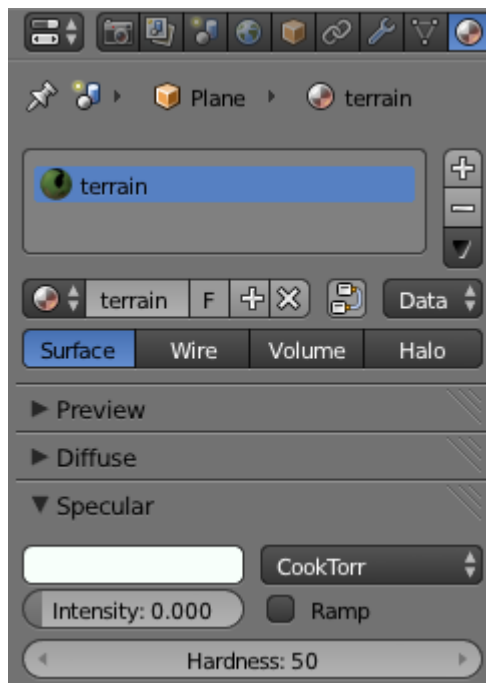 Plane terrain
terrain
terrain F Data
Surface Wire Volume Halo
Preview
Diffuse
Specular
CookTorr
Intensity: 0.000 Ramp
Hardness: 50